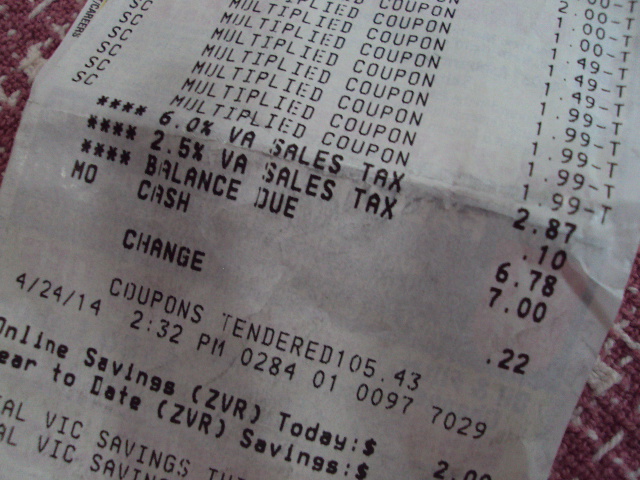 /CAREERS
SC MULTIPLIED COUPON 2.00-T
SC MULTIPLIED COUPON 1.00-T
SC MULTIPLIED COUPON 1.00-T
SC MULTIPLIED COUPON 1.49-T
SC MULTIPLIED COUPON 1.49-T
MULTIPLIED COUPON 1.99-T
MULTIPLIED COUPON 1.99-T
MULTIPLIED COUPON 1.99-T
MULTIPLIED COUPON 1.99-T
**** 6.0% VA SALES TAX 2.87
**** 2.5% VA SALES TAX .10
**** BALANCE DUE 6.78
MO CASH 7.00
CHANGE .22
COUPONS TENDERED105.43
4/24/14 2:32 PM 0284 01 0097 7029
Online Savings (ZVR) Today:$ 2.00
ear to Date (ZVR) Savings:$
AL VIC SAVINGS
AL VIC SAVINGS